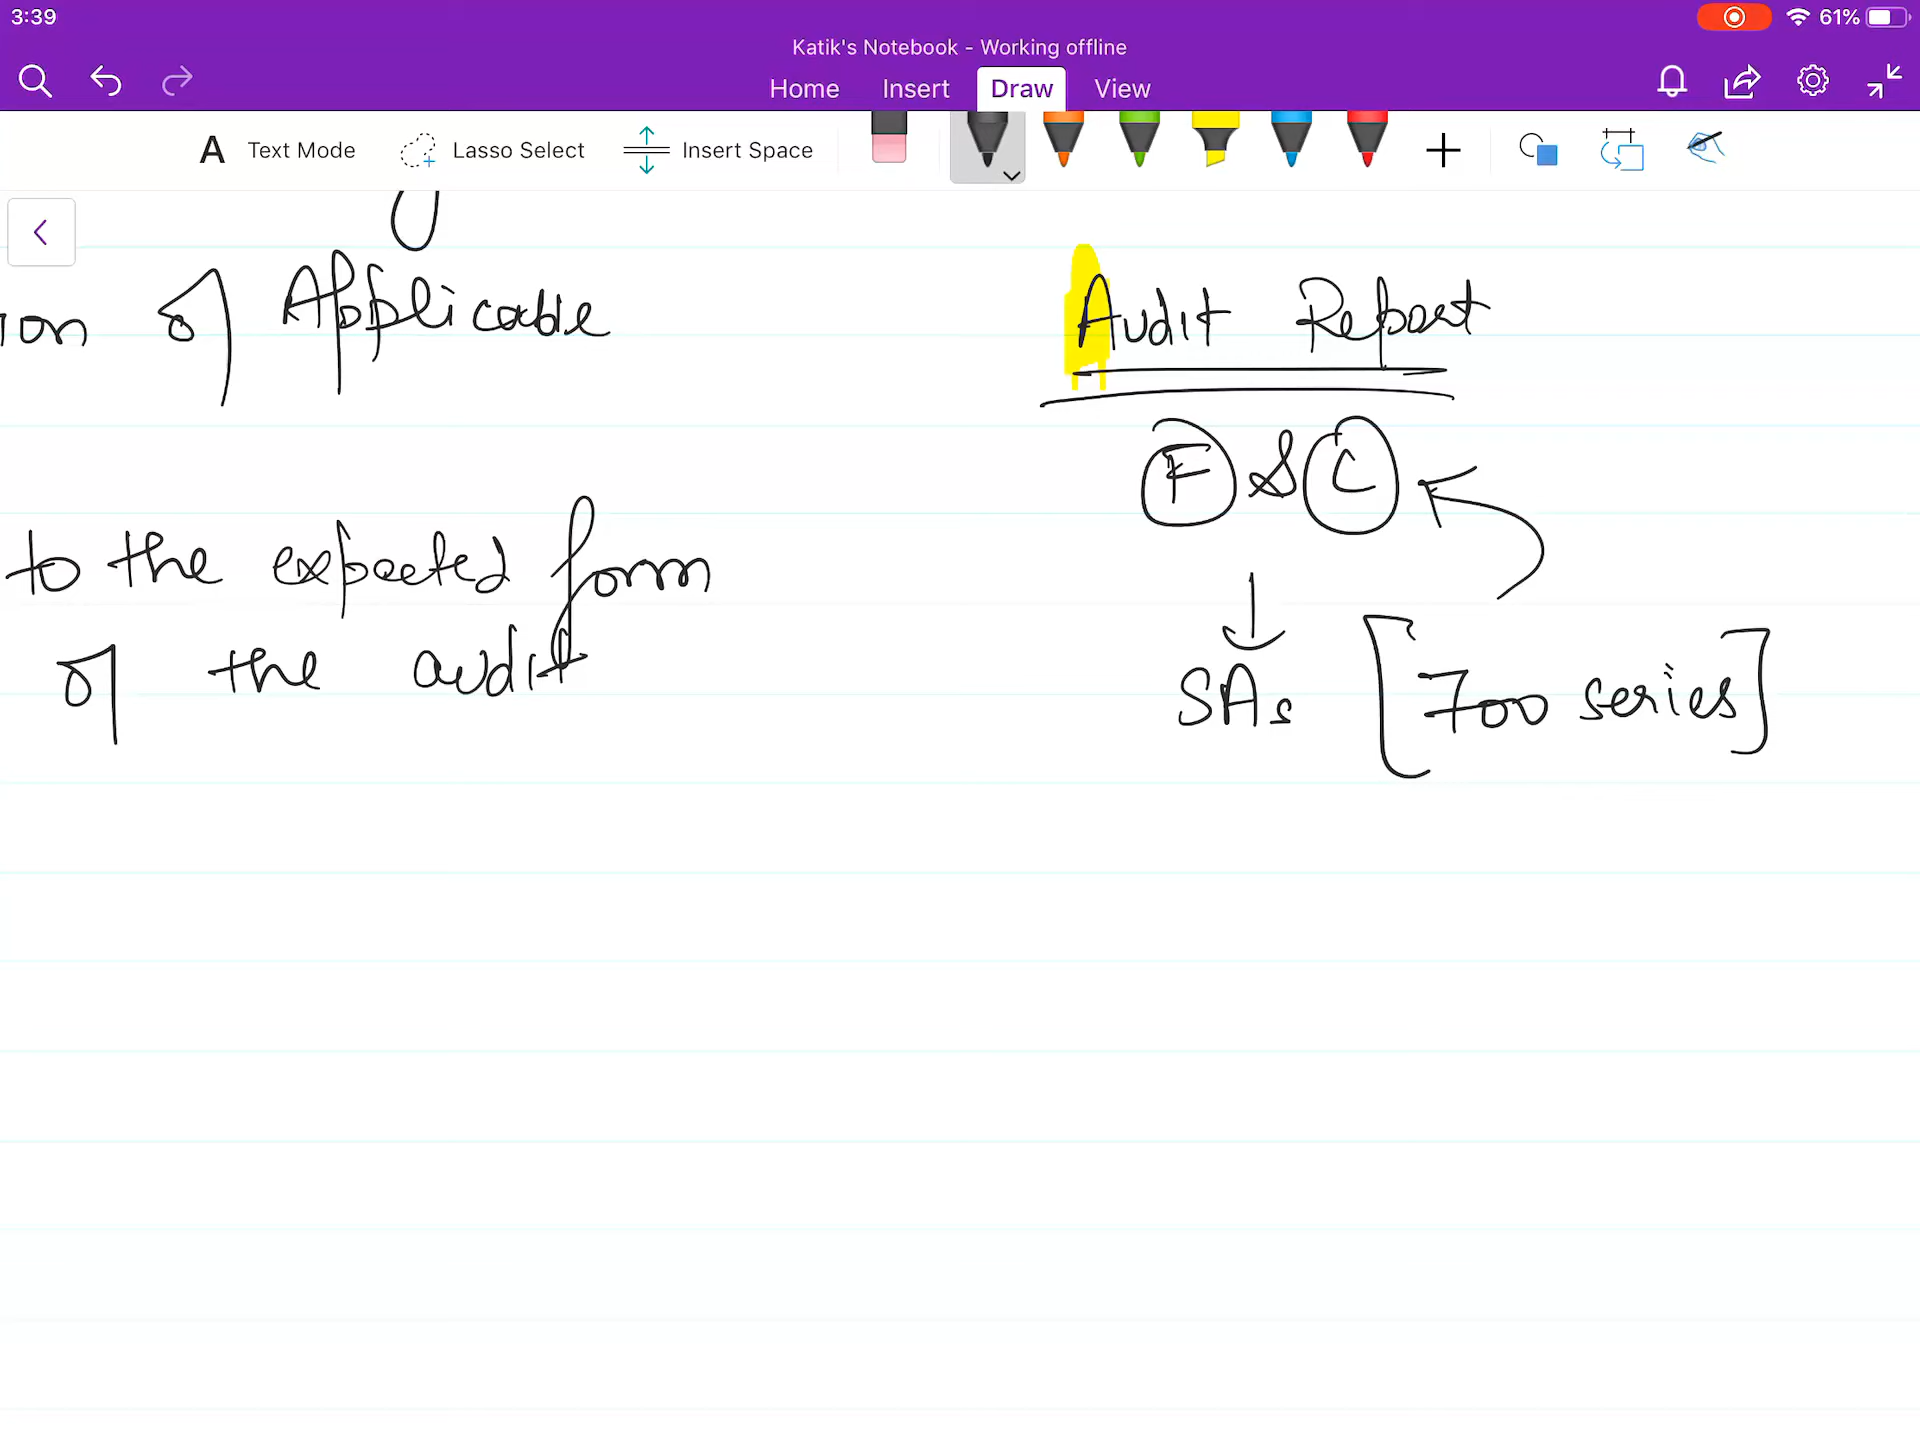 3:39
61%
Katik's Notebook - Working offline
Home Insert Draw View
Text Mode Lasso Select Insert Space
ion of Applicable
to the expected form
of the audit
Audit Report
F & C
SAs [700 series]